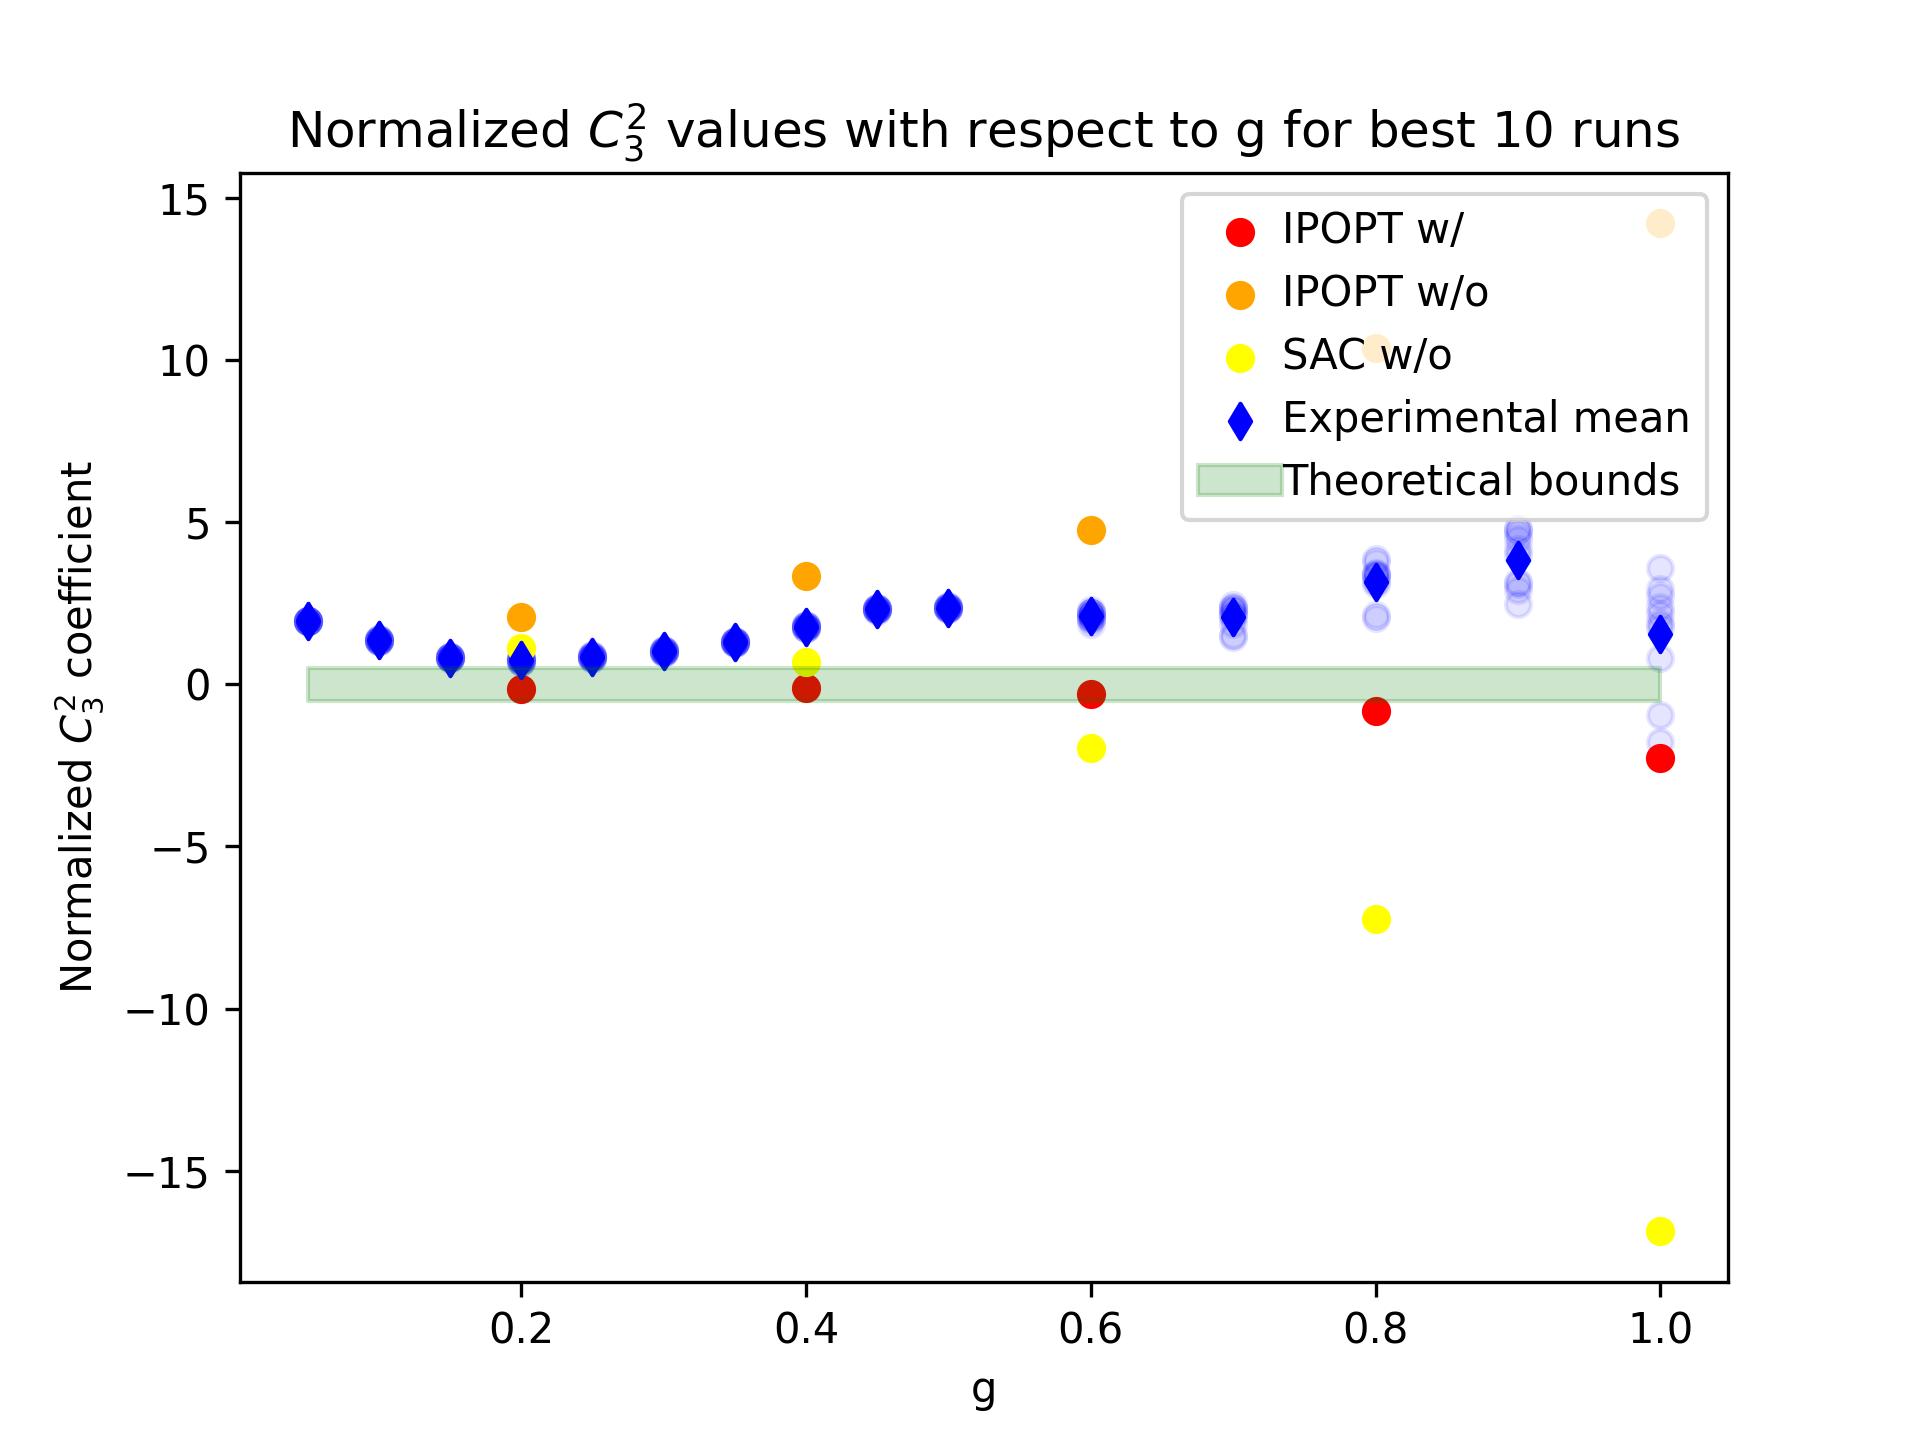 Normalized $C_3^2$ values with respect to g for best 10 runs
15
10
5
0
−5
−10
−15
Normalized $C_3^2$ coefficient
IPOPT w/
IPOPT w/o
SAC w/o
Experimental mean
Theoretical bounds
0.2 0.4 0.6 0.8 1.0
g